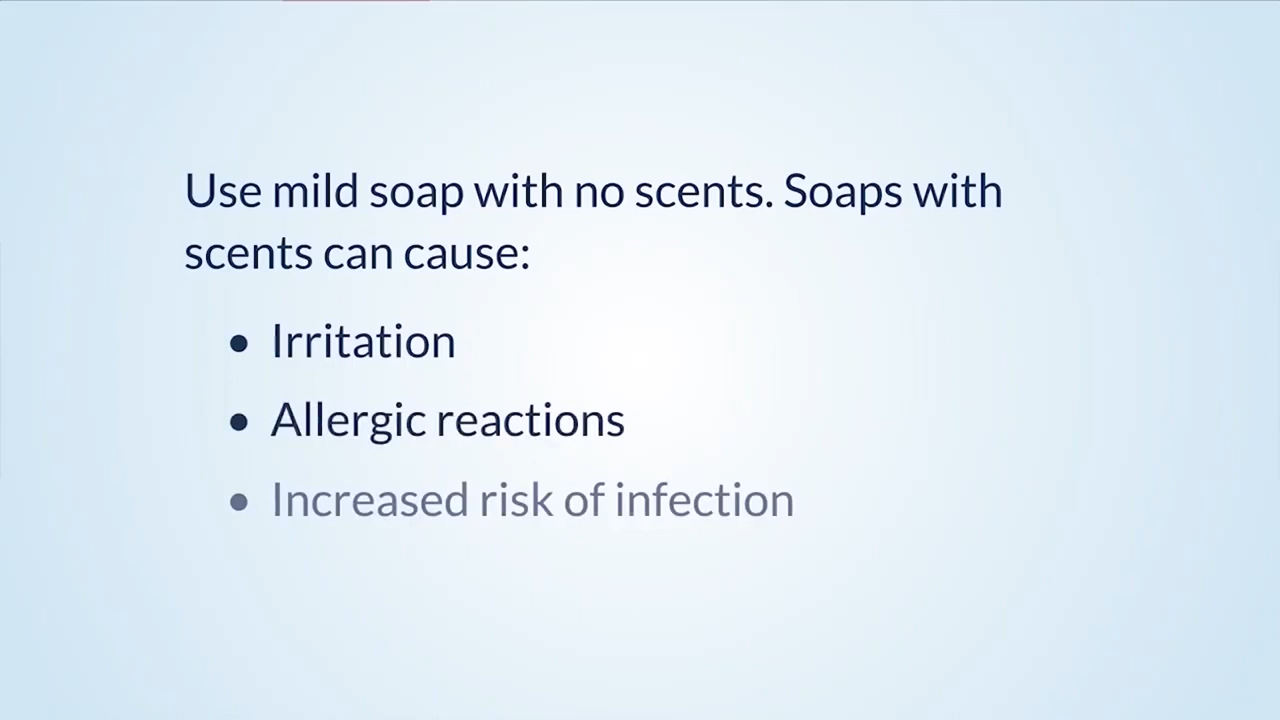 Use mild soap with no scents. Soaps with
scents can cause:
• Irritation
• Allergic reactions
• Increased risk of infection